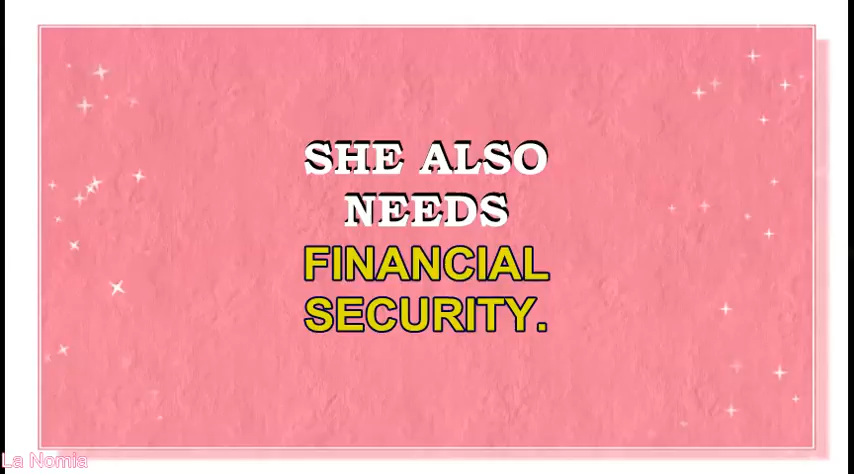 SHE ALSO
NEEDS
FINANCIAL
SECURITY.
La Nomia